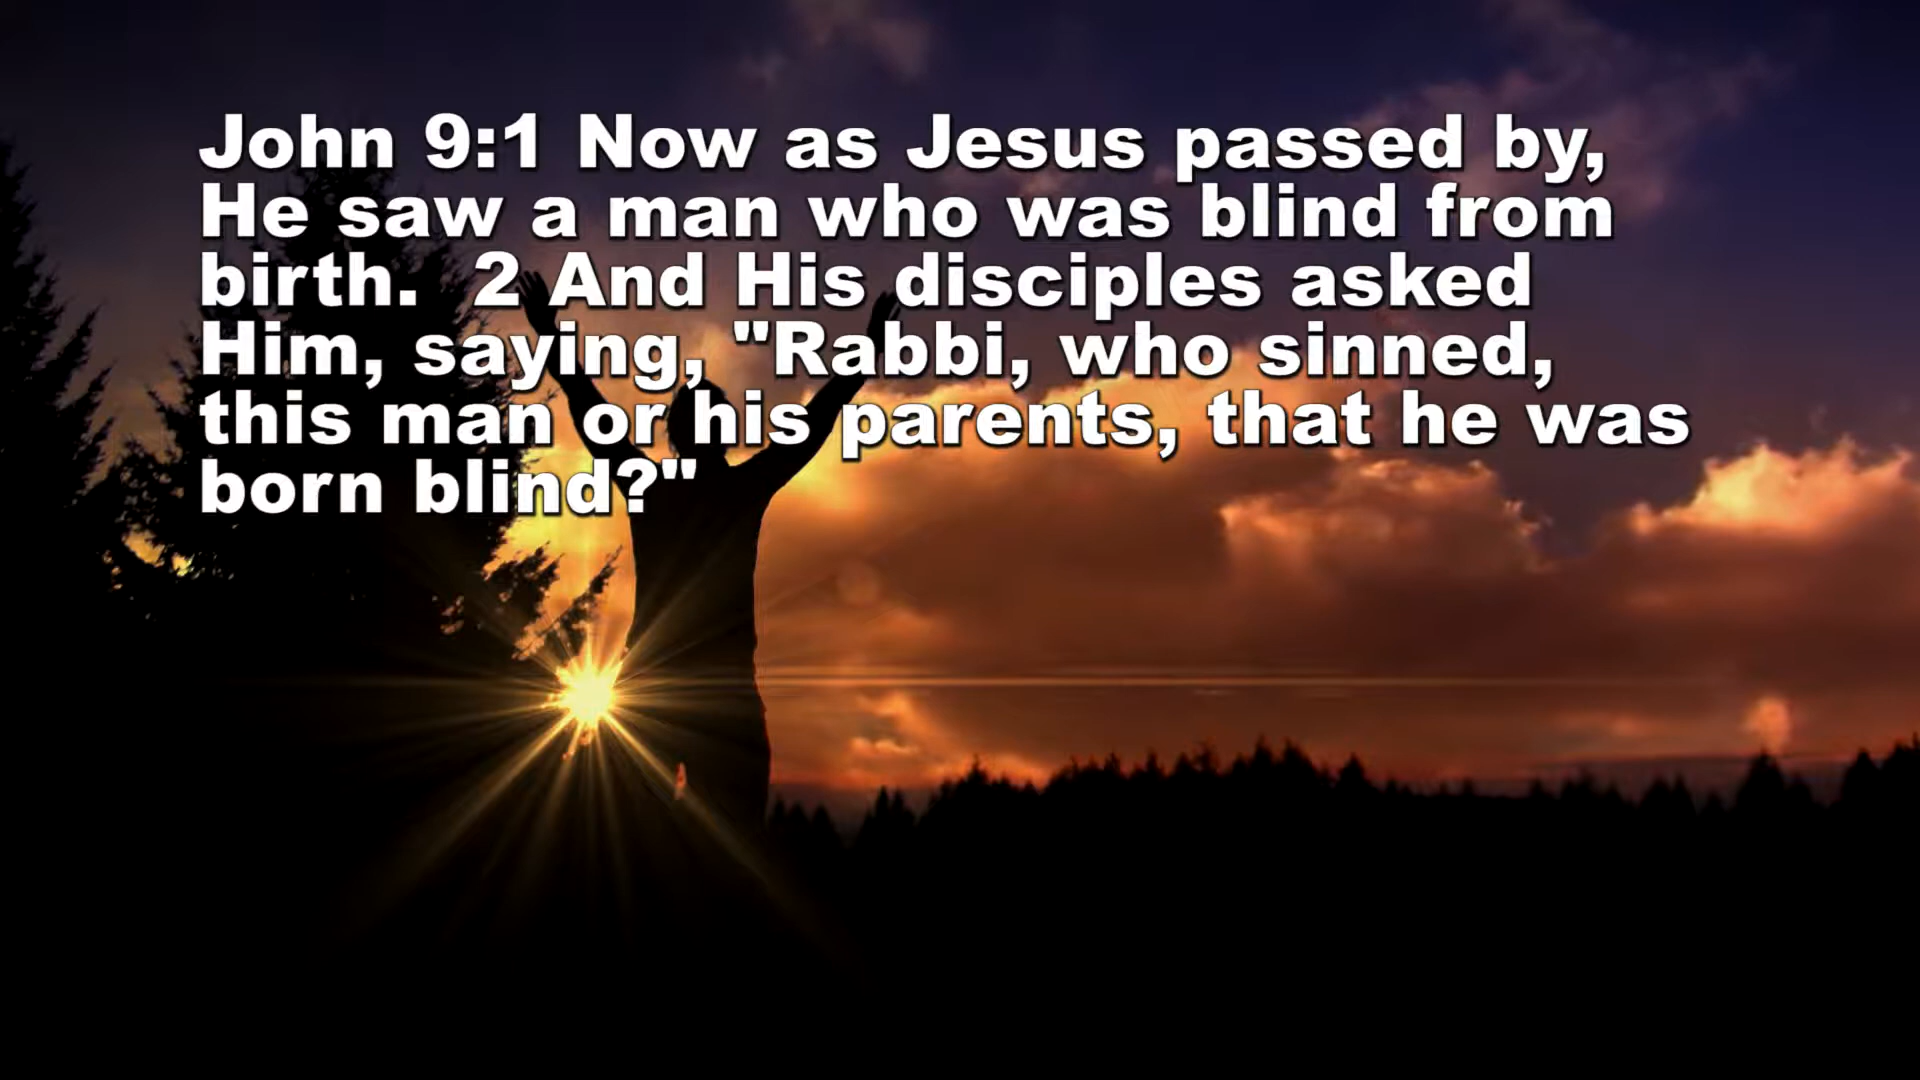 John 9:1 Now as Jesus passed by,
He saw a man who was blind from
birth.  2 And His disciples asked
Him, saying, "Rabbi, who sinned,
this man or his parents, that he was
born blind?"